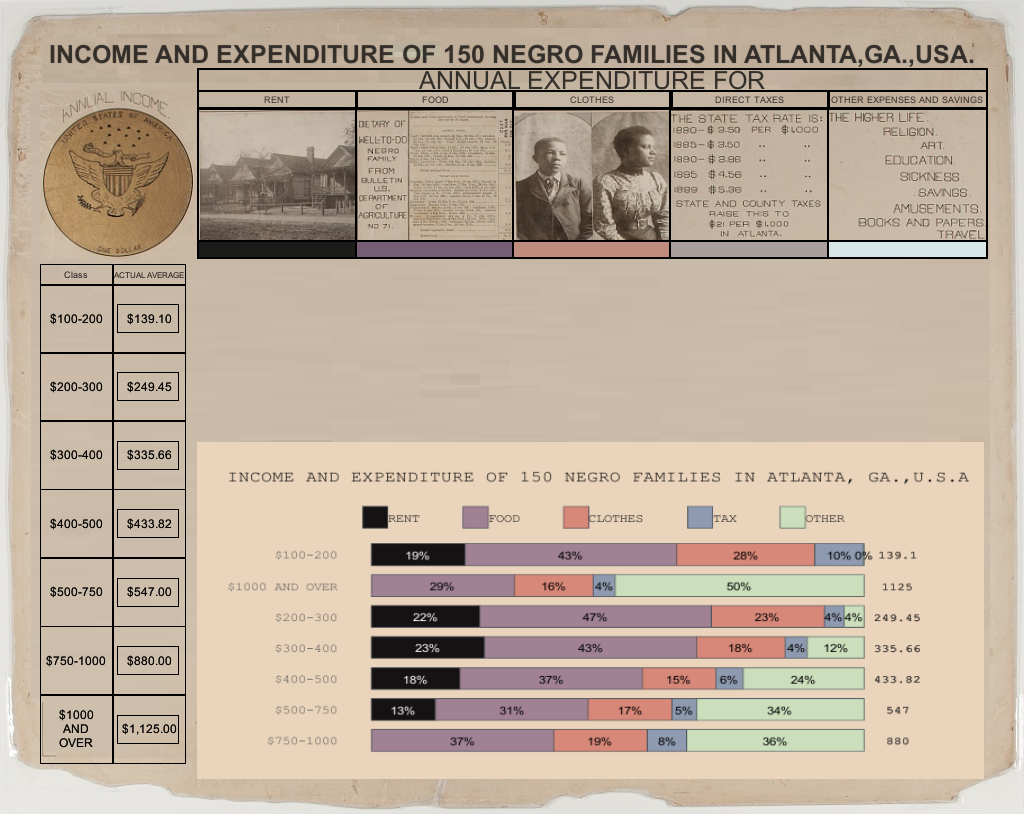 INCOME AND EXPENDITURE OF 150 NEGRO FAMILIES IN ATLANTA,GA.,USA.
ANNUAL EXPENDITURE FOR
ANNUAL INCOME
UNITED STATES OF AMERICA
ONE DOLLAR
RENT
FOOD
CLOTHES
DIRECT TAXES
OTHER EXPENSES AND SAVINGS
DIETARY OF
WELL-TO-DO
NEGRO
FAMILY
FROM
BULLETIN
U.S.
DEPARTMENT
OF
AGRICULTURE
NO 71.
THE STATE TAX RATE IS:
1880-$ 3.50 PER $1,000
1885-$ 3.50 .. ..
1890-$ 3.96 .. ..
1895 $ 4.56 .. ..
1899 $ 5.36 .. ..
STATE AND COUNTY TAXES
RAISE THIS TO
$21 PER $1.000
IN ATLANTA.
THE HIGHER LIFE.
RELIGION.
ART.
EDUCATION.
SICKNESS.
SAVINGS.
AMUSEMENTS.
BOOKS AND PAPERS
TRAVEL
Class ACTUAL AVERAGE
$100-200 $139.10
$200-300 $249.45
$300-400 $335.66
$400-500 $433.82
$500-750 $547.00
$750-1000 $880.00
$1000
AND
OVER
$1,125.00
INCOME AND EXPENDITURE OF 150 NEGRO FAMILIES IN ATLANTA, GA.,U.S.A
RENT FOOD CLOTHES TAX OTHER
$100-200 19% 43% 28% 10% 0% 139.1
$1000 AND OVER 29% 16% 4% 50% 1125
$200-300 22% 47% 23% 4% 4% 249.45
$300-400 23% 43% 18% 4% 12% 335.66
$400-500 18% 37% 15% 6% 24% 433.82
$500-750 13% 31% 17% 5% 34% 547
$750-1000 37% 19% 8% 36% 880